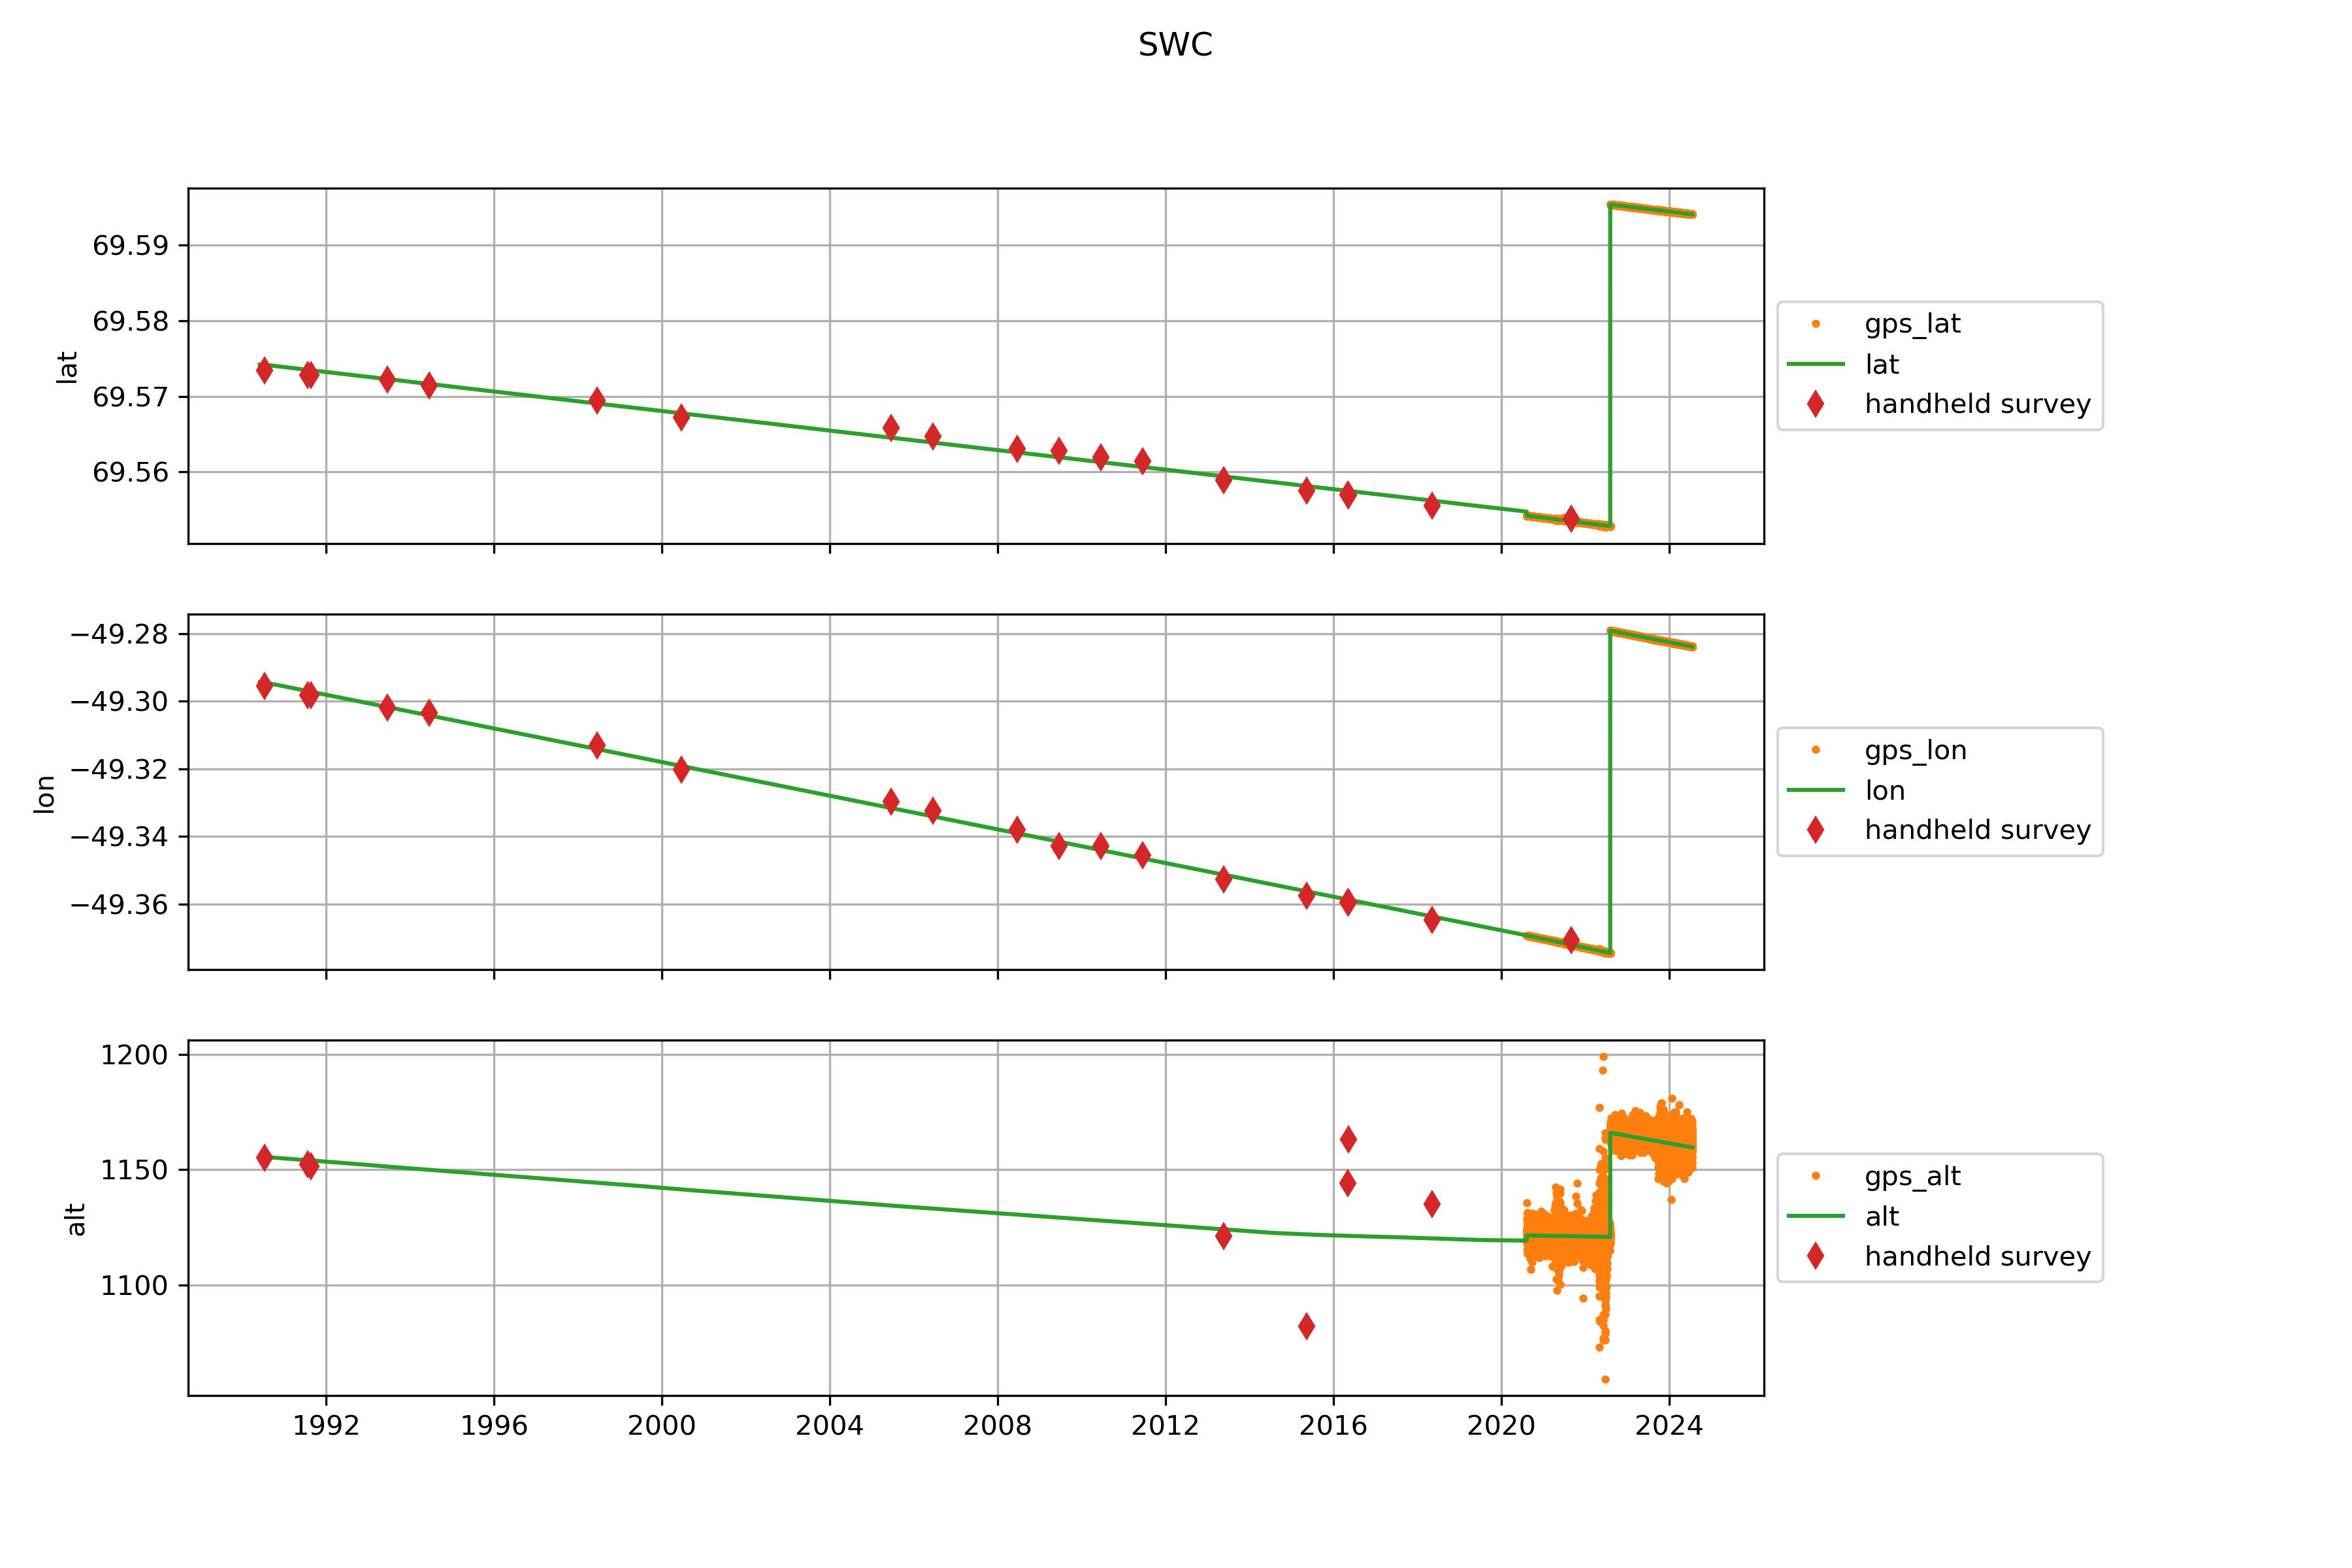 SWC
69.59
69.58
69.57
69.56
lat
gps_lat
lat
handheld survey
−49.28
−49.30
−49.32
−49.34
−49.36
lon
gps_lon
lon
handheld survey
1200
1150
1100
alt
gps_alt
alt
handheld survey
1992 1996 2000 2004 2008 2012 2016 2020 2024